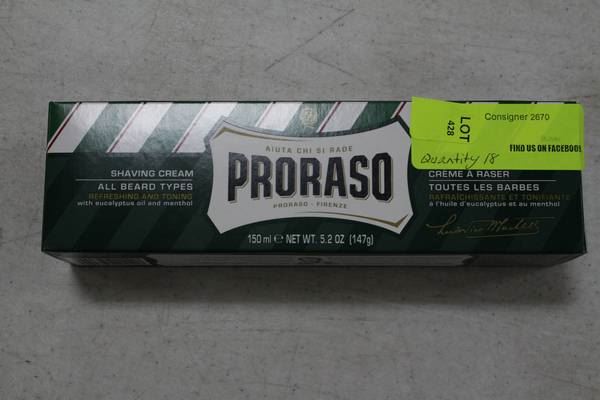 AIUTA CHI SI RADE
PRORASO
PRORASO - FIRENZE
150 ml e NET WT. 5.2 OZ (147g)
SHAVING CREAM
ALL BEARD TYPES
REFRESHING AND TONING
with eucalyptus oil and menthol
CRÈME À RASER
TOUTES LES BARBES
RAFRAÎCHISSANTE ET TONIFIANTE
à l'huile d'eucalyptus et au menthol
LOT
428
Consigner 2670
FIND US ON FACEBOOK
Quantity 18